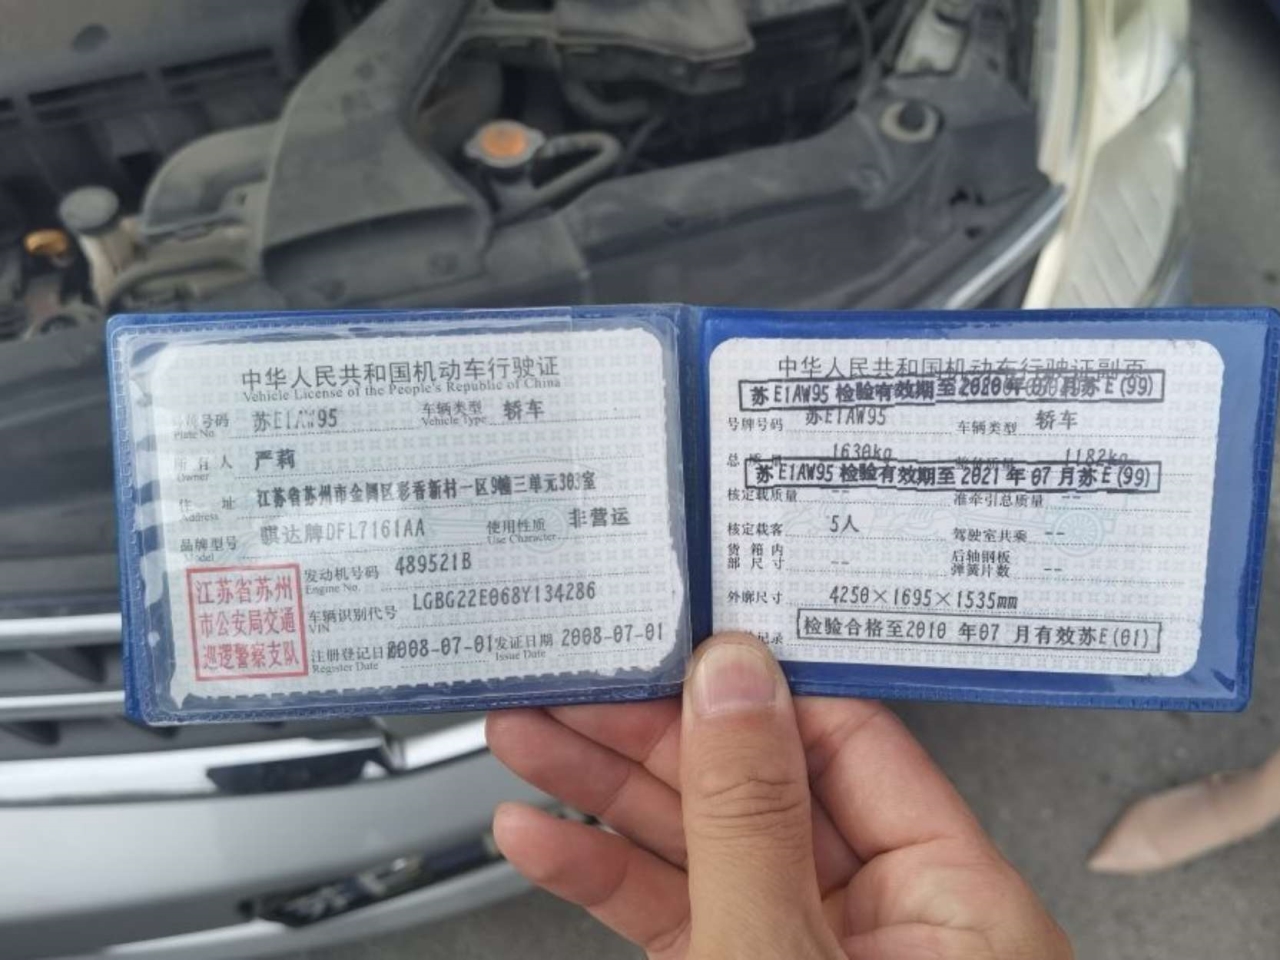 中华人民共和国机动车行驶证
Vehicle License of the People's Republic of China
号牌号码 苏E1AW95 车辆类型 轿车
Plate No. Vehicle Type
所有人 严莉
Owner
住址 江苏省苏州市金阊区彩香新村一区9幢三单元303室
Address
品牌型号 骐达牌DFL7161AA 使用性质 非营运
Model Use Character
江苏省苏州
市公安局交通
巡逻警察支队
发动机号码 489521B
Engine No.
车辆识别代号 LGBG22E068Y134286
VIN
注册登记日期 2008-07-01 发证日期 2008-07-01
Register Date Issue Date
中华人民共和国机动车行驶证副页
苏E1AW95 检验有效期至2020年07月苏E(99)
号牌号码 苏E1AW95 车辆类型 轿车
总质量 1630kg 1182kg
苏E1AW95 检验有效期至2021年07月苏E(99)
核定载质量 -- 准牵引总质量 --
核定载客 5人 驾驶室共乘 --
货箱内部尺寸 -- 后轴钢板弹簧片数 --
外廓尺寸 4250×1695×1535mm
记录 检验合格至2010 年07 月有效苏E(01)